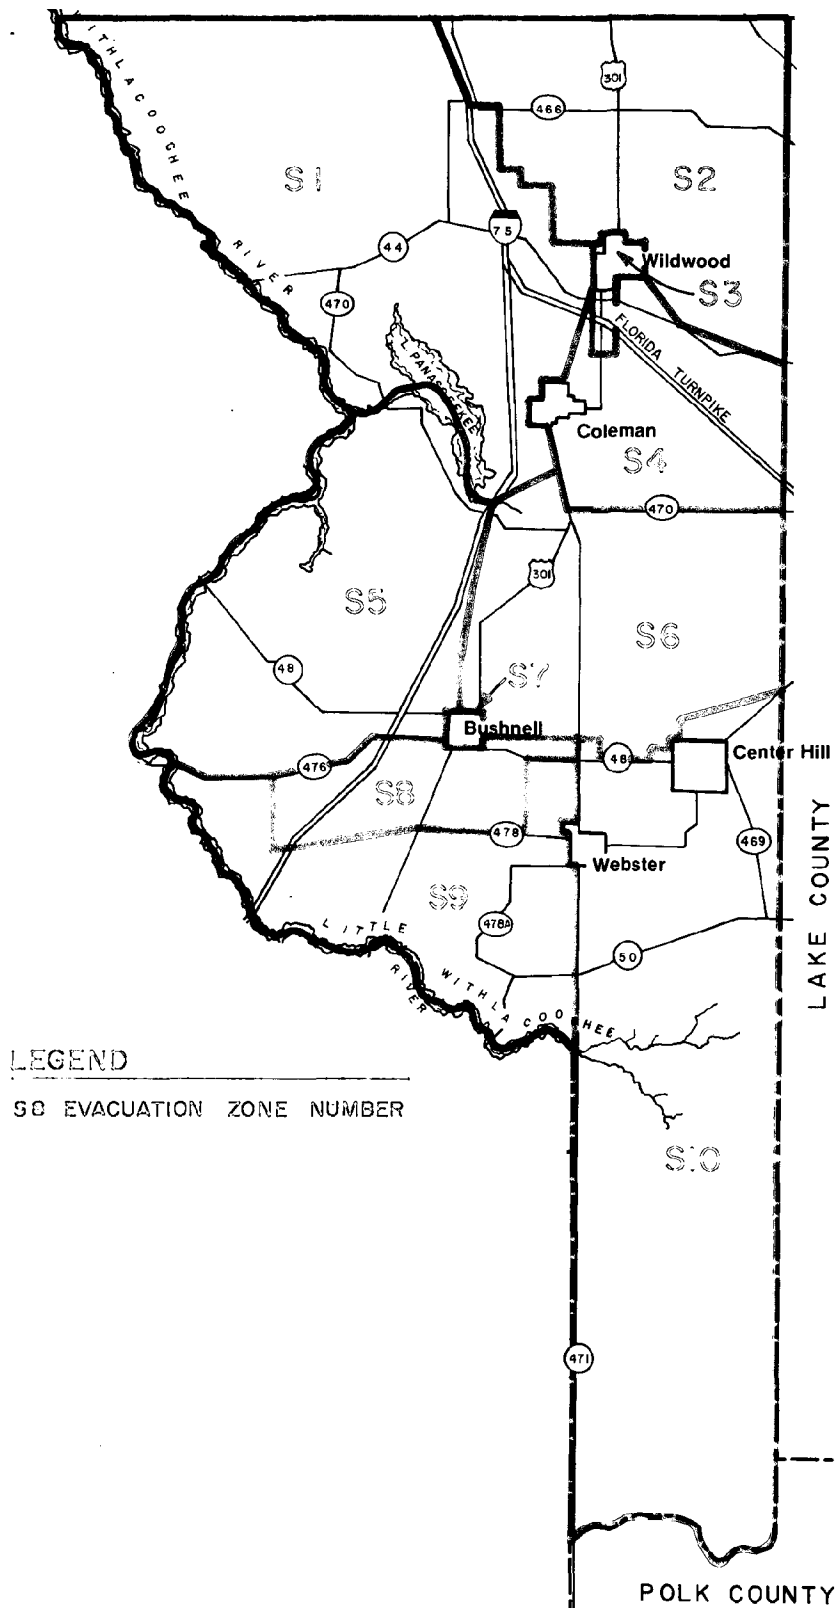 WITHLACOOCHEE RIVER
301
466
S1
S2
75
44
Wildwood
S3
470
L. PANASOFFKEE
FLORIDA TURNPIKE
Coleman
S4
470
301
S5
S6
48
S7
Bushnell
476
48
Center Hill
S8
478
469
Webster
S9
478A
50
LITTLE WITHLACOOCHEE
RIVER
LAKE COUNTY
LEGEND
S8 EVACUATION ZONE NUMBER
S10
471
POLK COUNTY